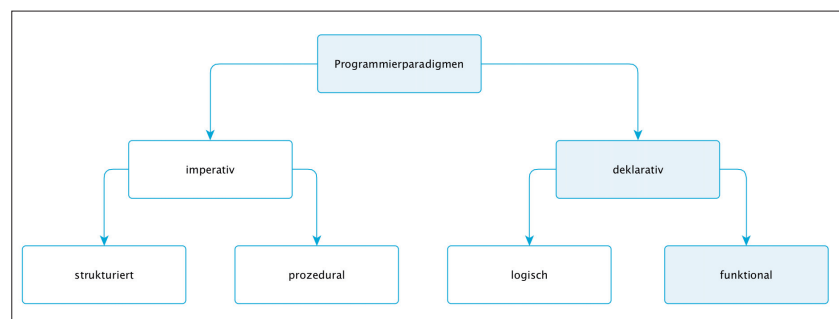 Programmierparadigmen
imperativ
deklarativ
strukturiert
prozedural
logisch
funktional